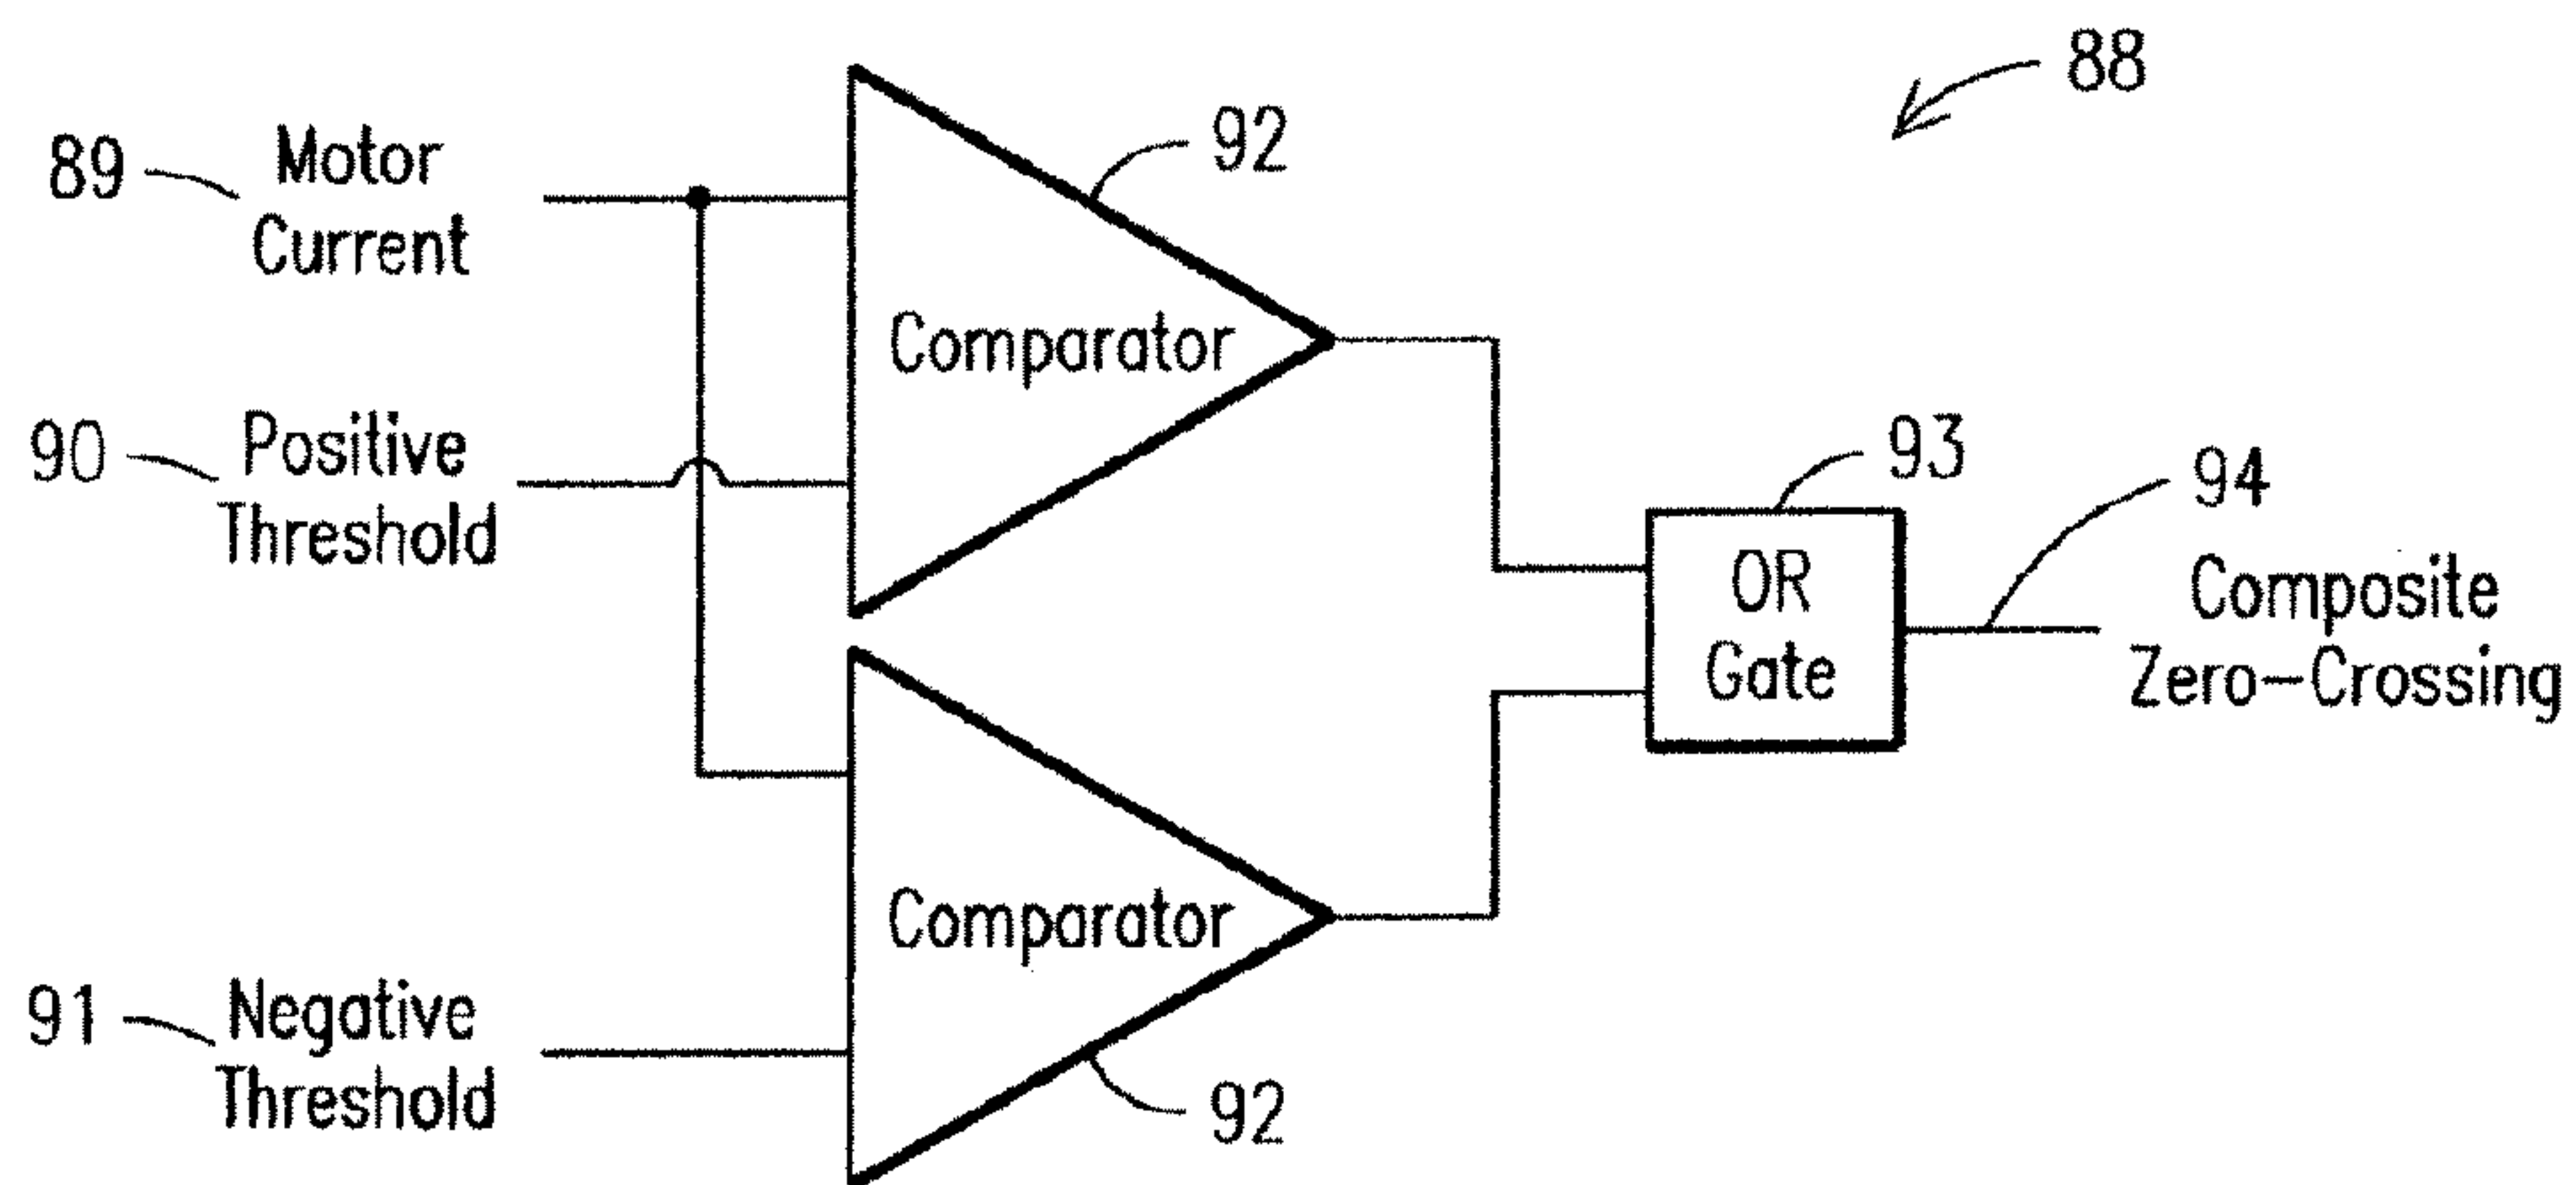 88
89
Motor
Current
92
Comparator
90
Positive
Threshold
93
OR
Gate
94
Composite
Zero-Crossing
Comparator
91
Negative
Threshold
92